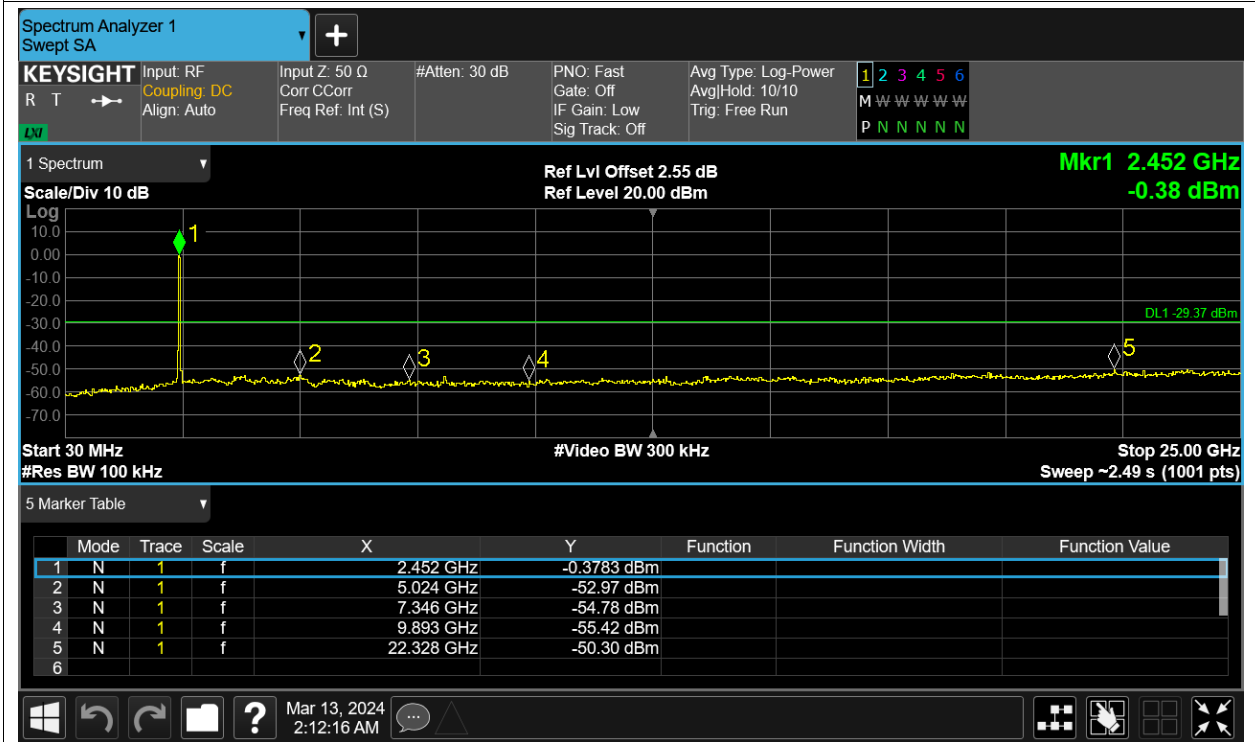 Spectrum Analyzer 1
Swept SA
+
KEYSIGHT
R T
LXI
Input: RF
Coupling: DC
Align: Auto
Input Z: 50 Ω
Corr CCorr
Freq Ref: Int (S)
#Atten: 30 dB
PNO: Fast
Gate: Off
IF Gain: Low
Sig Track: Off
Avg Type: Log-Power
Avg|Hold: 10/10
Trig: Free Run
1 2 3 4 5 6
M W W W W W
P N N N N N
1 Spectrum
Scale/Div 10 dB
Ref Lvl Offset 2.55 dB
Ref Level 20.00 dBm
Mkr1 2.452 GHz
-0.38 dBm
Log
10.0
0.00
-10.0
-20.0
-30.0
-40.0
-50.0
-60.0
-70.0
1
2
3
4
5
DL1 -29.37 dBm
Start 30 MHz
#Res BW 100 kHz
#Video BW 300 kHz
Stop 25.00 GHz
Sweep ~2.49 s (1001 pts)
5 Marker Table
Mode Trace Scale X Y Function Function Width Function Value
1 N 1 f 2.452 GHz -0.3783 dBm
2 N 1 f 5.024 GHz -52.97 dBm
3 N 1 f 7.346 GHz -54.78 dBm
4 N 1 f 9.893 GHz -55.42 dBm
5 N 1 f 22.328 GHz -50.30 dBm
6
?
Mar 13, 2024
2:12:16 AM